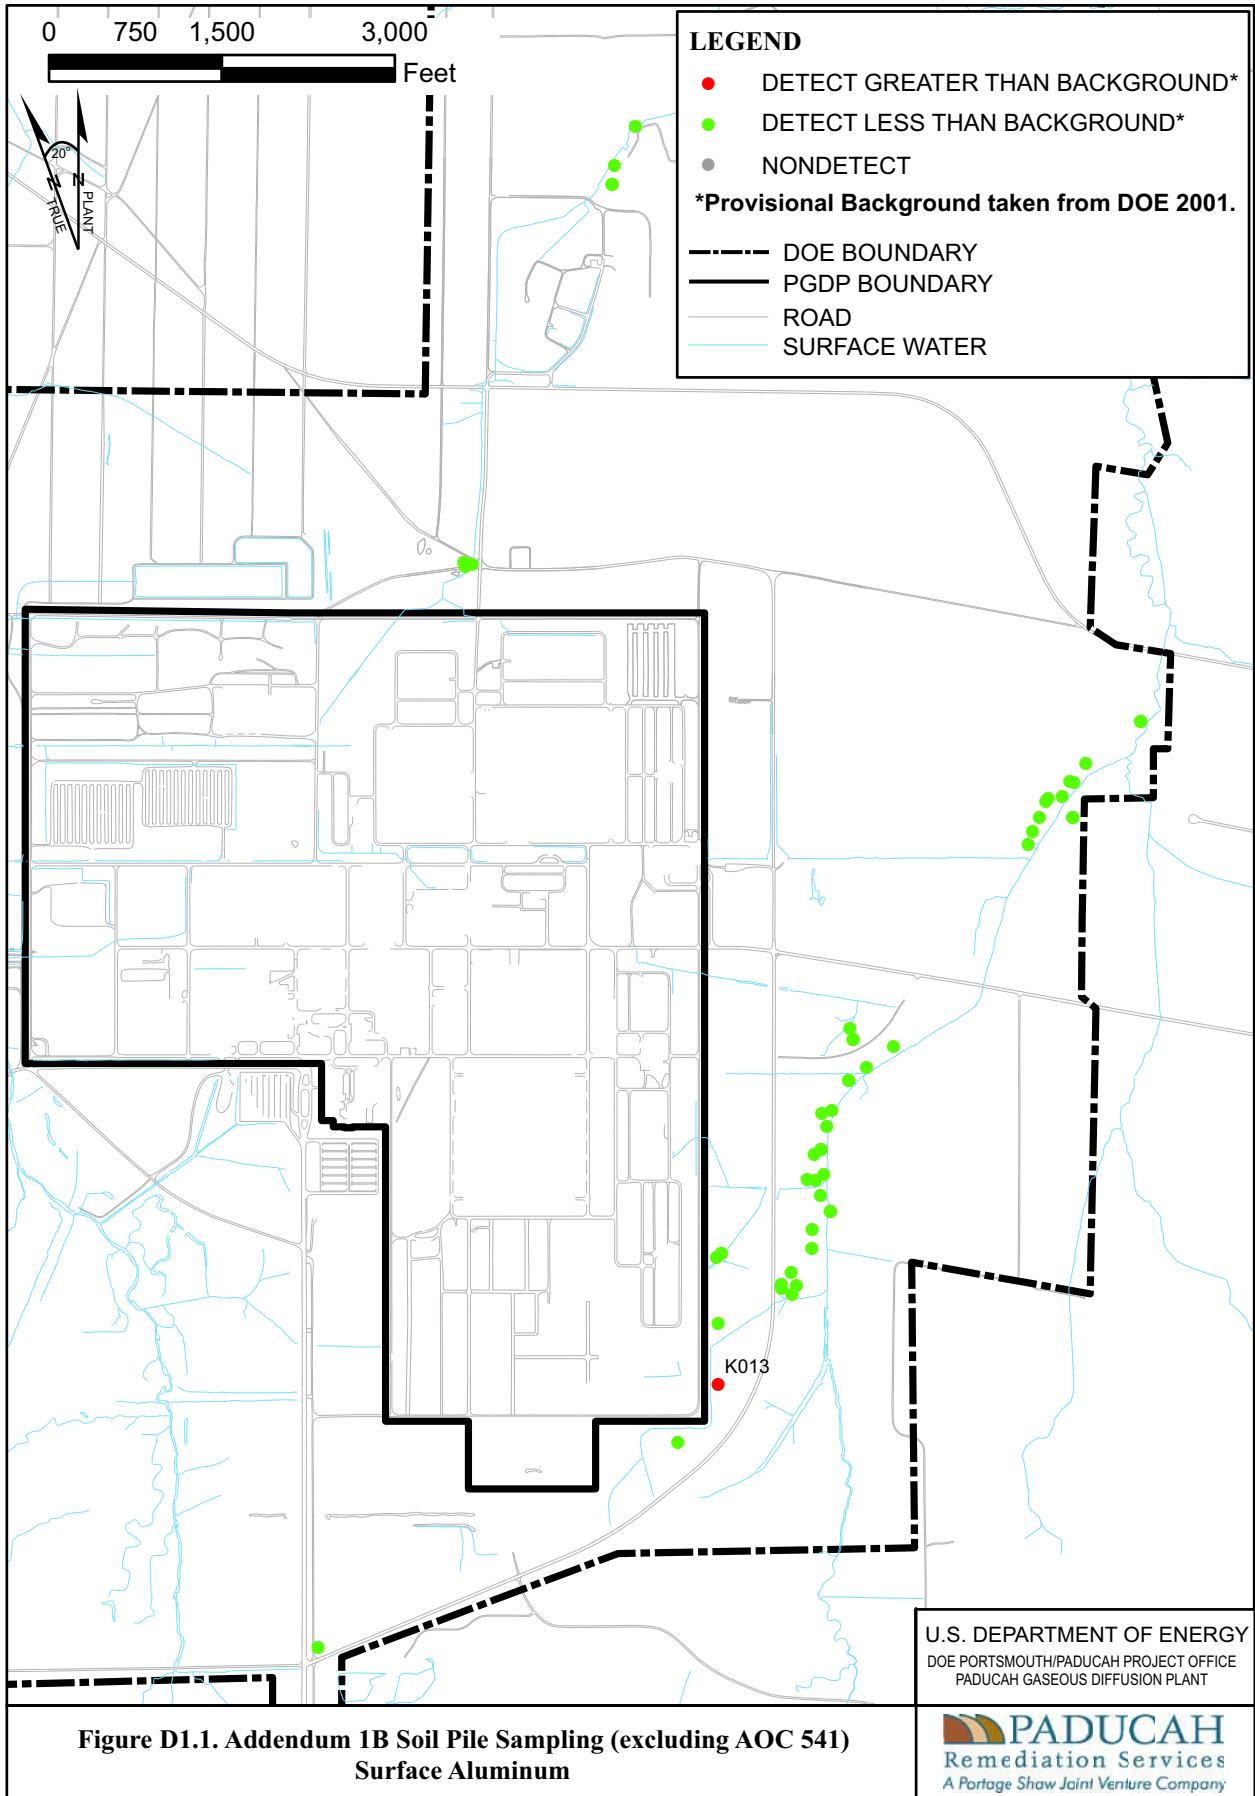 0 750 1,500 3,000
Feet
20°
N
TRUE
N
PLANT
LEGEND
DETECT GREATER THAN BACKGROUND*
DETECT LESS THAN BACKGROUND*
NONDETECT
*Provisional Background taken from DOE 2001.
DOE BOUNDARY
PGDP BOUNDARY
ROAD
SURFACE WATER
K013
U.S. DEPARTMENT OF ENERGY
DOE PORTSMOUTH/PADUCAH PROJECT OFFICE
PADUCAH GASEOUS DIFFUSION PLANT
Figure D1.1. Addendum 1B Soil Pile Sampling (excluding AOC 541)
Surface Aluminum
PADUCAH
Remediation Services
A Portage Shaw Joint Venture Company